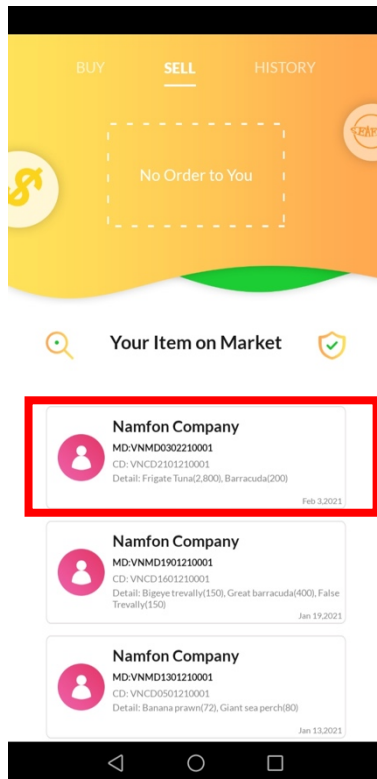 BUY SELL HISTORY
$
No Order to You
Your Item on Market
Namfon Company
MD:VNMD0302210001
CD: VNCD2101210001
Detail: Frigate Tuna(2,800), Barracuda(200)
Feb 3,2021
Namfon Company
MD:VNMD1901210001
CD: VNCD1601210001
Detail: Bigeye trevally(150), Great barracuda(400), False
Trevally(150)
Jan 19,2021
Namfon Company
MD:VNMD1301210001
CD: VNCD0501210001
Detail: Banana prawn(72), Giant sea perch(80)
Jan 13,2021